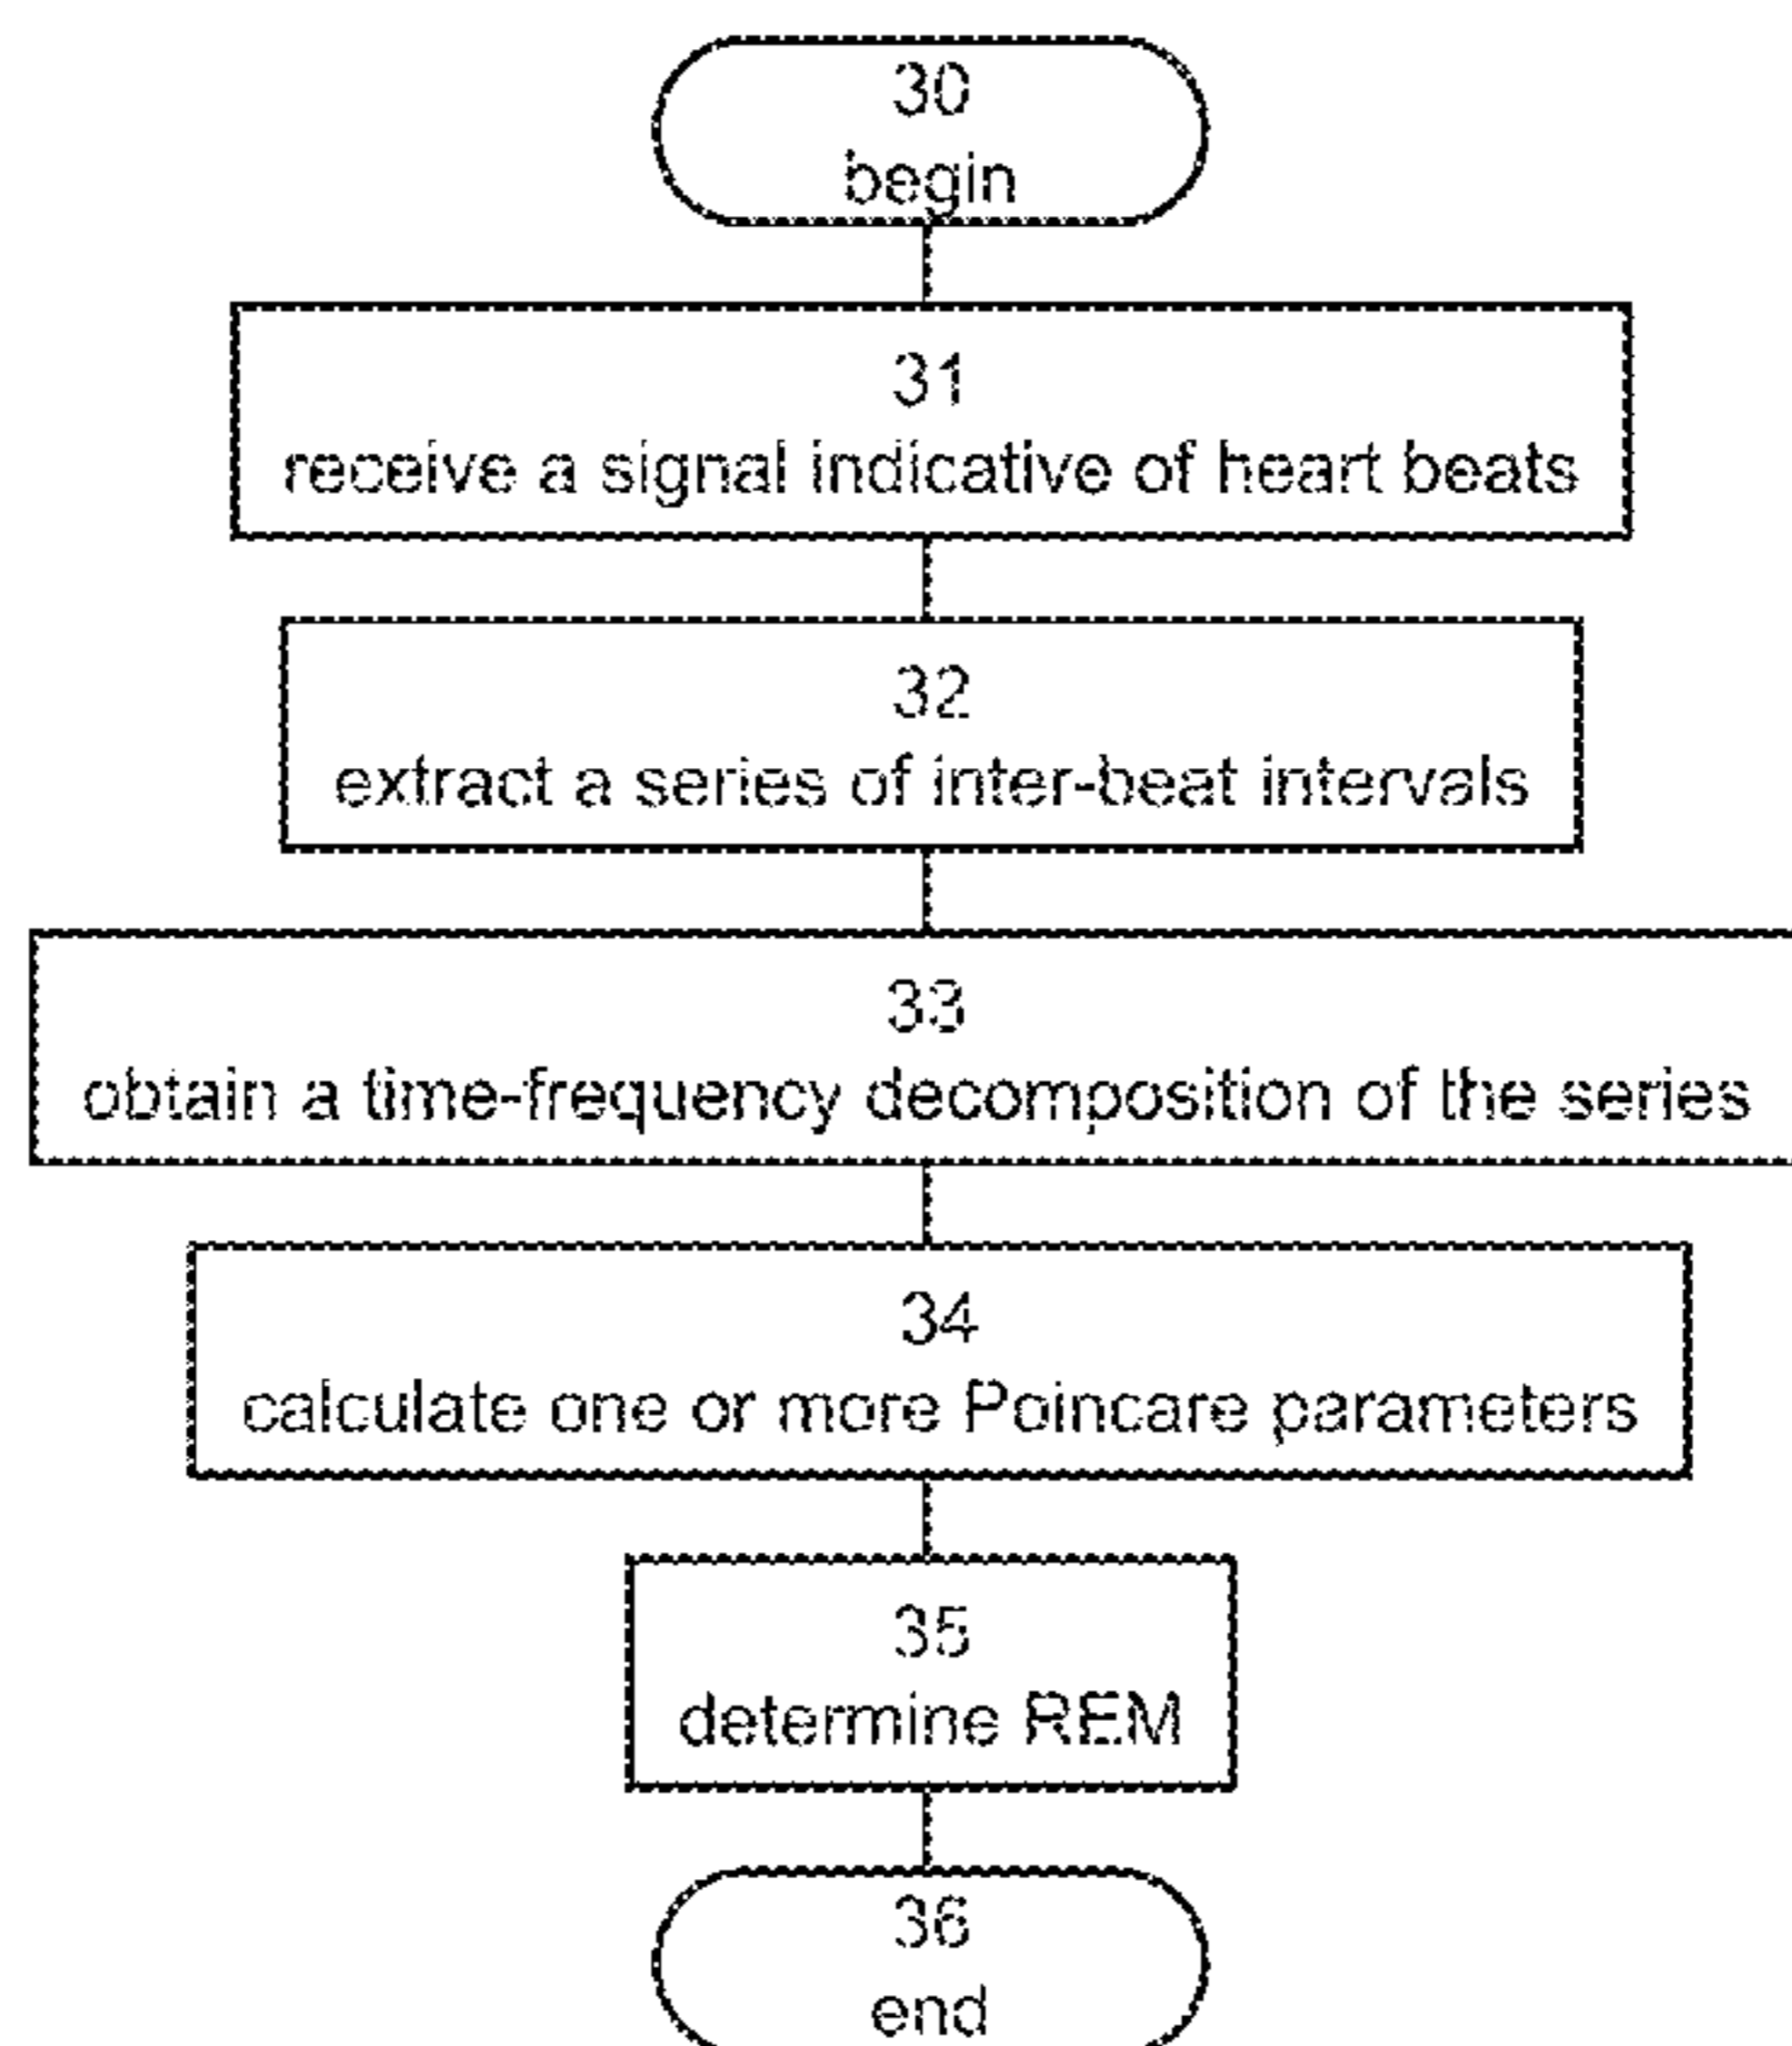 30
begin
31
receive a signal indicative of heart beats
32
extract a series of inter-beat intervals
33
obtain a time-frequency decomposition of the series
34
calculate one or more Poincare parameters
35
determine REM
36
end